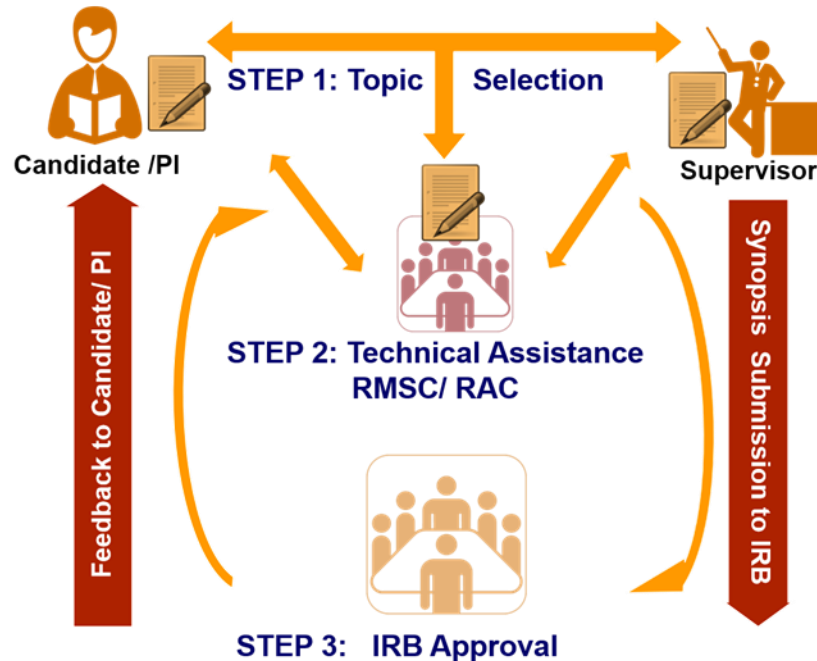 STEP 1: Topic Selection
Candidate /PI
Supervisor
STEP 2: Technical Assistance
RMSC/ RAC
Feedback to Candidate/ PI
Synopsis Submission to IRB
STEP 3: IRB Approval